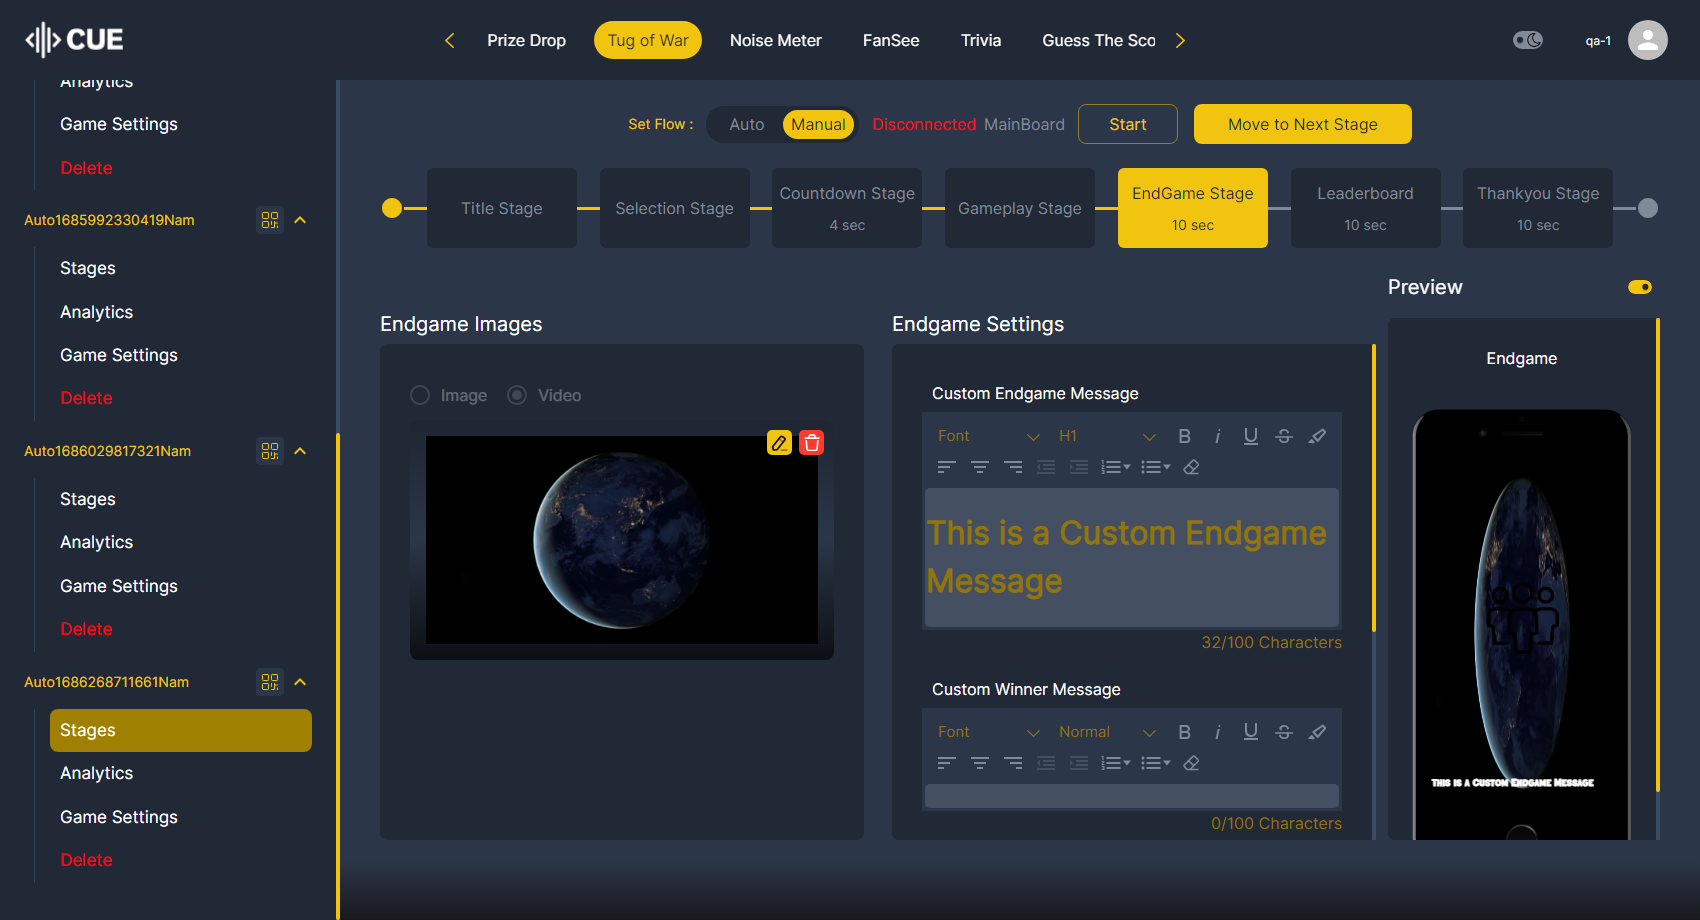 CUE
Prize Drop
Tug of War
Noise Meter
FanSee
Trivia
Guess The Sco
qa-1
Analytics
Game Settings
Delete
Auto1685992330419Nam
Stages
Analytics
Game Settings
Delete
Auto1686029817321Nam
Stages
Analytics
Game Settings
Delete
Auto1686268711661Nam
Stages
Analytics
Game Settings
Delete
Set Flow :
Auto
Manual
Disconnected MainBoard
Start
Move to Next Stage
Title Stage
Selection Stage
Countdown Stage
4 sec
Gameplay Stage
EndGame Stage
10 sec
Leaderboard
10 sec
Thankyou Stage
10 sec
Endgame Images
Image
Video
Endgame Settings
Custom Endgame Message
Font
H1
B
i
U
S
This is a Custom Endgame
Message
32/100 Characters
Custom Winner Message
Font
Normal
B
i
U
S
0/100 Characters
Preview
Endgame
This is a Custom Endgame Message